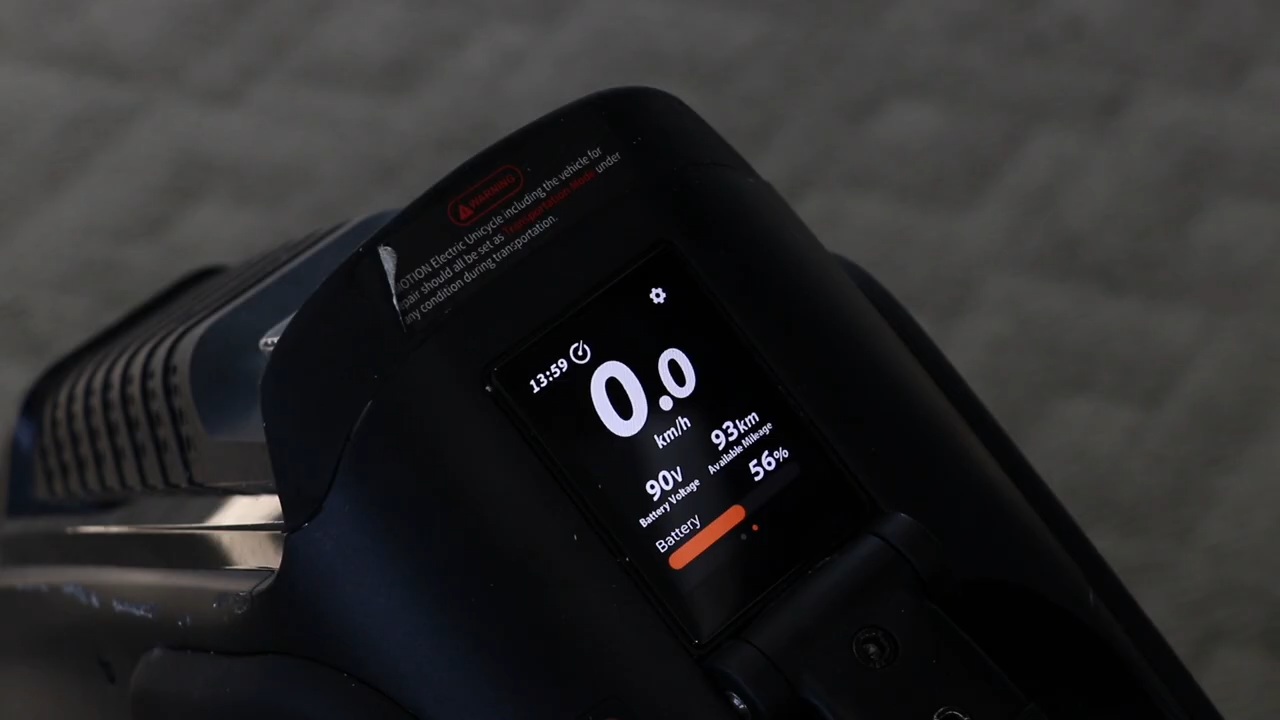 WARNING
OTION Electric Unicycle including the vehicle for
pair should all be set as Transportation Mode under
any condition during transportation.
13:59
0.0
km/h
90V
Battery Voltage
93km
Available Mileage
Battery
56%